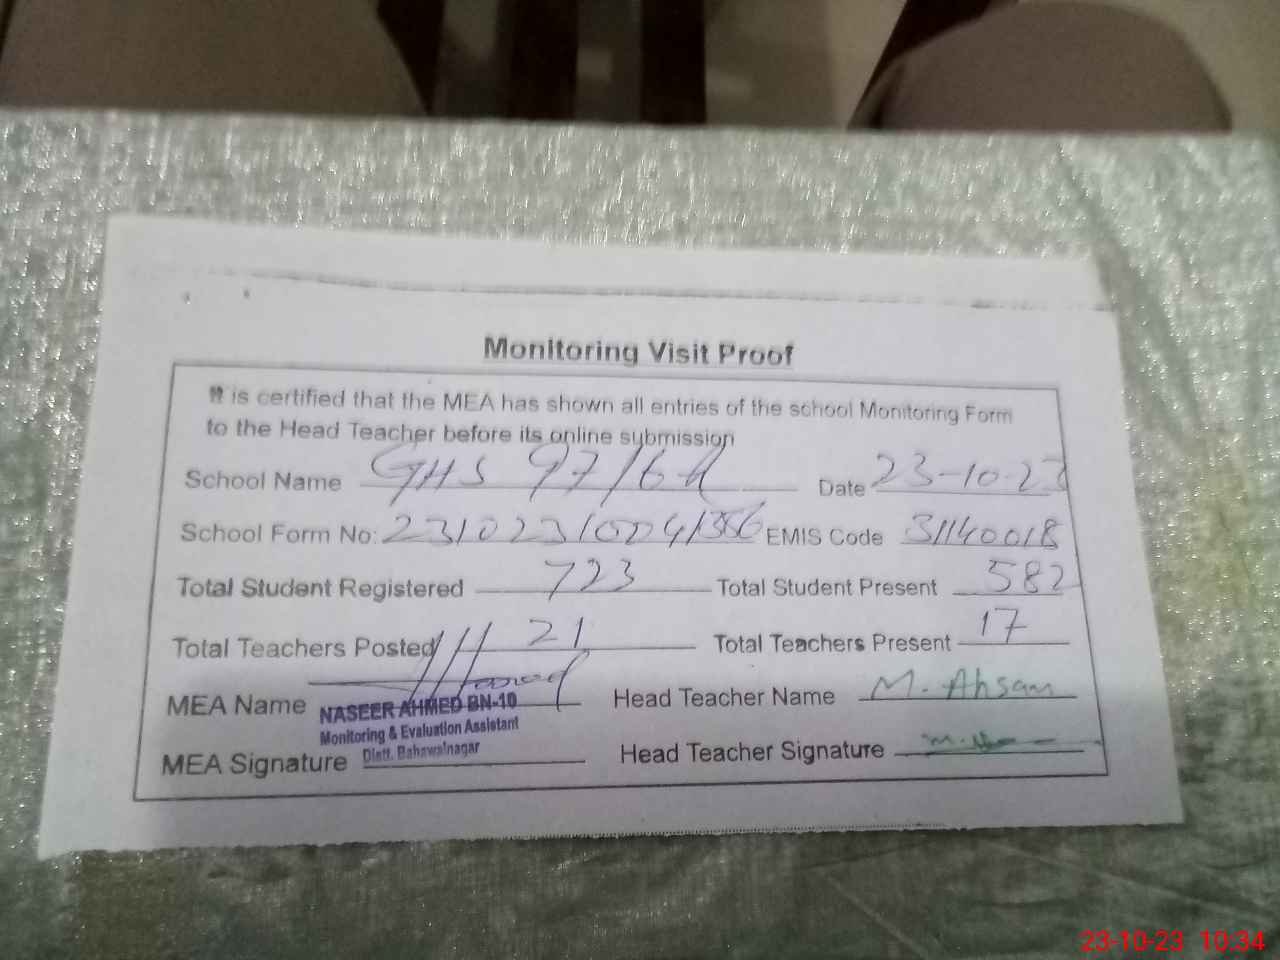 Monitoring Visit Proof
It is certified that the MEA has shown all entries of the school Monitoring Form
to the Head Teacher before its online submission
School Name GHS 97/6R Date 23-10-23
School Form No: 23102310041356 EMIS Code 31140018
Total Student Registered 723 Total Student Present 582
Total Teachers Posted 21 Total Teachers Present 17
MEA Name NASEER AHMED BN-10 Head Teacher Name M. Ahsan
Monitoring & Evaluation Assistant
MEA Signature Distt. Bahawalnagar Head Teacher Signature
23-10-23 10:34